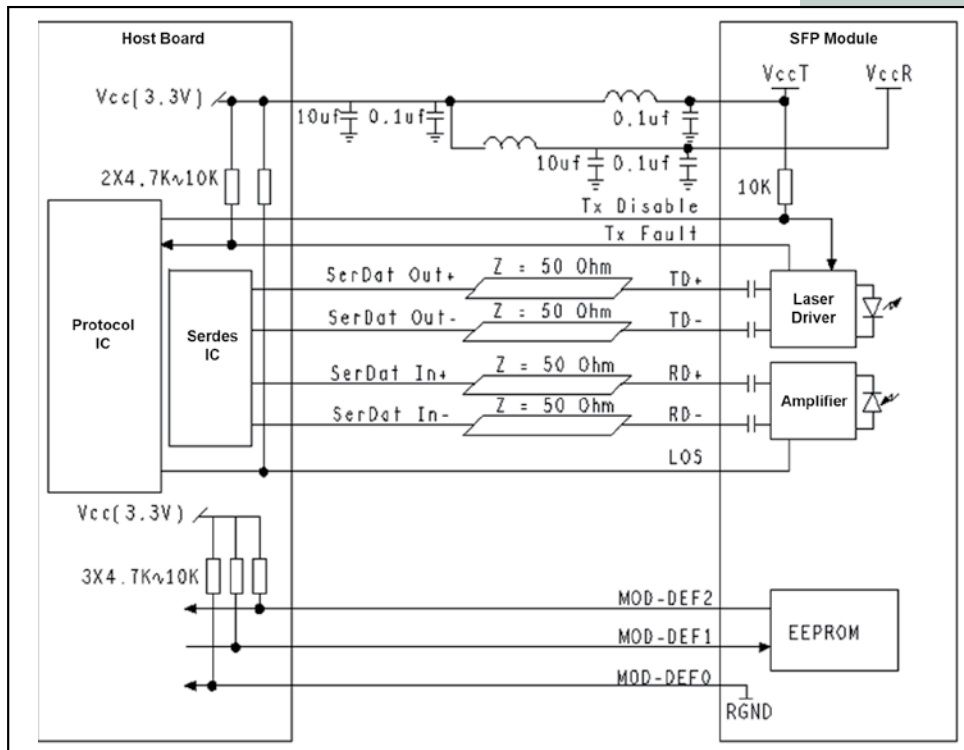 Host Board
SFP Module
VccT
VccR
Vcc(3.3V)
10uf
0.1uf
0.1uf
10uf
0.1uf
2X4.7K~10K
10K
Tx Disable
Tx Fault
SerDat Out+
Z = 50 Ohm
TD+
SerDat Out-
Z = 50 Ohm
TD-
Laser
Driver
Protocol
IC
Serdes
IC
SerDat In+
Z = 50 Ohm
RD+
SerDat In-
Z = 50 Ohm
RD-
Amplifier
LOS
Vcc(3.3V)
3X4.7K~10K
MOD-DEF2
MOD-DEF1
MOD-DEF0
EEPROM
RGND